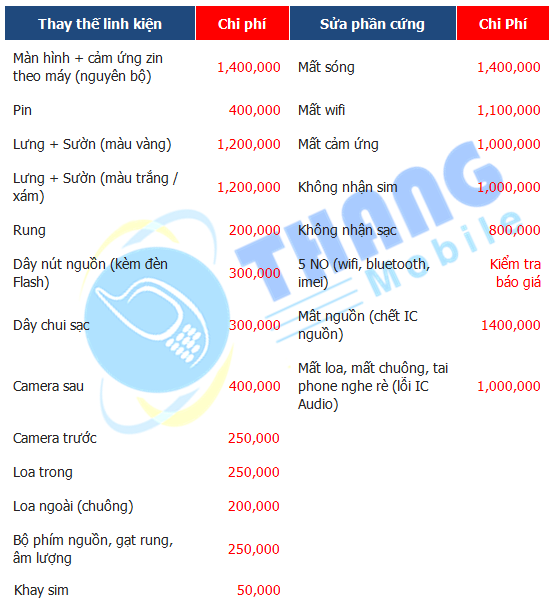 Thay thế linh kiện Chi phí Sửa phần cứng Chi Phí
Màn hình + cảm ứng zin
theo máy (nguyên bộ) 1,400,000 Mất sóng 1,400,000
Pin 400,000 Mất wifi 1,100,000
Lưng + Sườn (màu vàng) 1,200,000 Mất cảm ứng 1,000,000
Lưng + Sườn (màu trắng /
xám) 1,200,000 Không nhận sim 1,000,000
Rung 200,000 Không nhận sạc 800,000
Dây nút nguồn (kèm đèn
Flash) 300,000 5 NO (wifi, bluetooth,
imei) Kiểm tra
báo giá
Dây chui sạc 300,000 Mất nguồn (chết IC
nguồn) 1400,000
Camera sau 400,000 Mất loa, mất chuông, tai
phone nghe rè (lỗi IC
Audio) 1,000,000
Camera trước 250,000
Loa trong 250,000
Loa ngoài (chuông) 200,000
Bộ phím nguồn, gạt rung,
âm lượng 250,000
Khay sim 50,000
THANG
Mobile